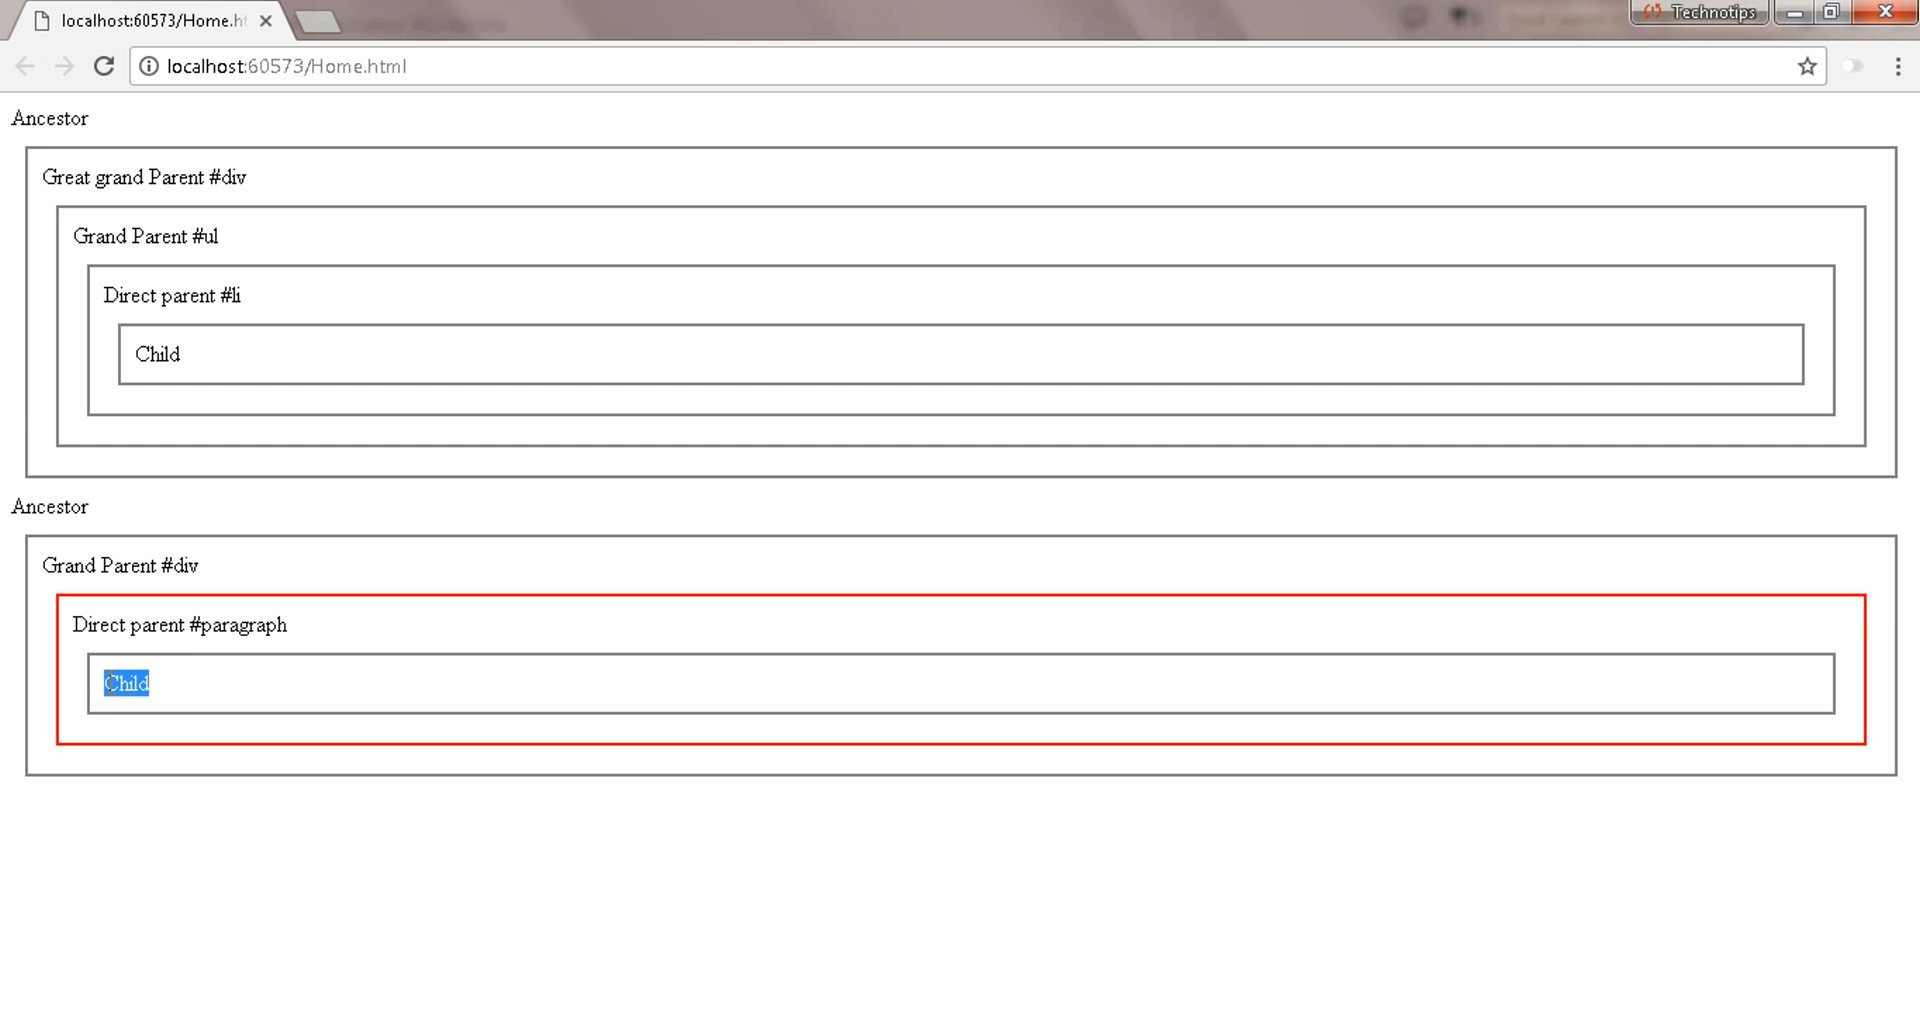 localhost:60573/Home.ht
Technotips
localhost:60573/Home.html
Ancestor
Great grand Parent #div
Grand Parent #ul
Direct parent #li
Child
Ancestor
Grand Parent #div
Direct parent #paragraph
Child